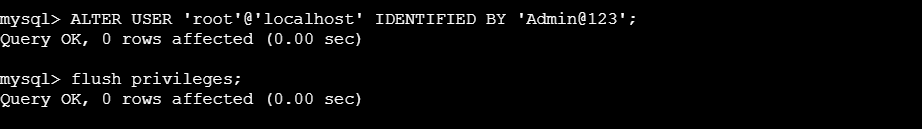 mysql> ALTER USER 'root'@'localhost' IDENTIFIED BY 'Admin@123';
Query OK, 0 rows affected (0.00 sec)
mysql> flush privileges;
Query OK, 0 rows affected (0.00 sec)